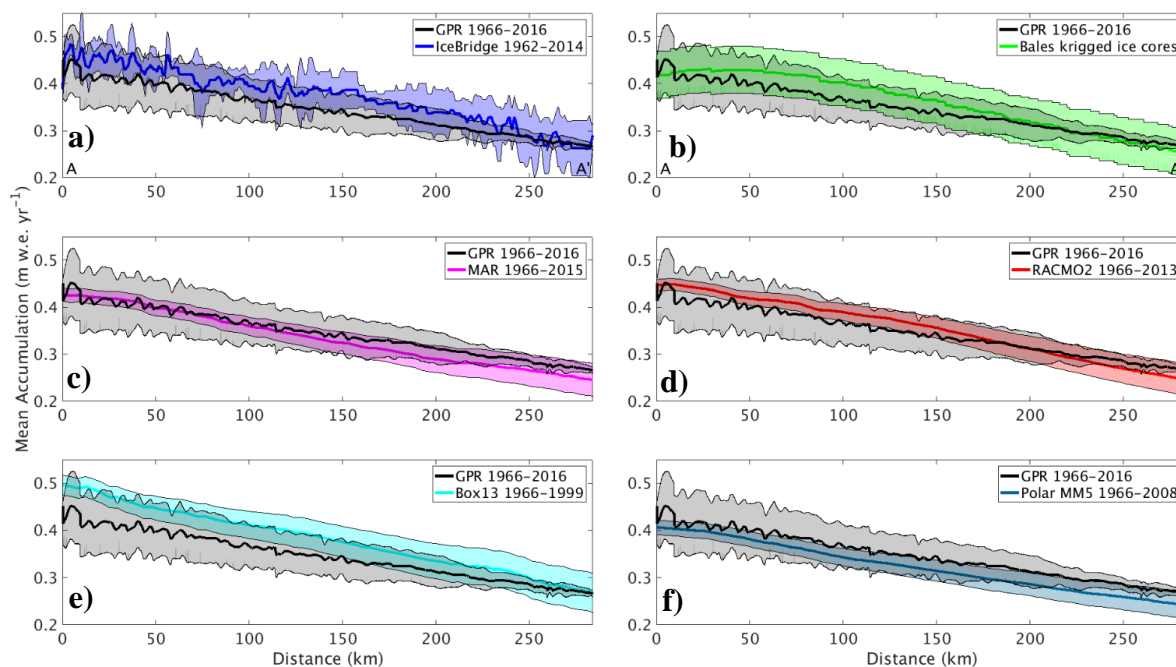 Mean Accumulation (m w.e. yr⁻¹)
0.5
0.4
0.3
0.2
GPR 1966-2016
IceBridge 1962-2014
a)
A
A'
0 50 100 150 200 250
0.5
0.4
0.3
0.2
GPR 1966-2016
Bales krigged ice cores
b)
A
A
0 50 100 150 200 250
0.5
0.4
0.3
0.2
GPR 1966-2016
MAR 1966-2015
c)
0 50 100 150 200 250
0.5
0.4
0.3
0.2
GPR 1966-2016
RACMO2 1966-2013
d)
0 50 100 150 200 250
0.5
0.4
0.3
0.2
GPR 1966-2016
Box13 1966-1999
e)
0 50 100 150 200 250
Distance (km)
0.5
0.4
0.3
0.2
GPR 1966-2016
Polar MM5 1966-2008
f)
0 50 100 150 200 250
Distance (km)